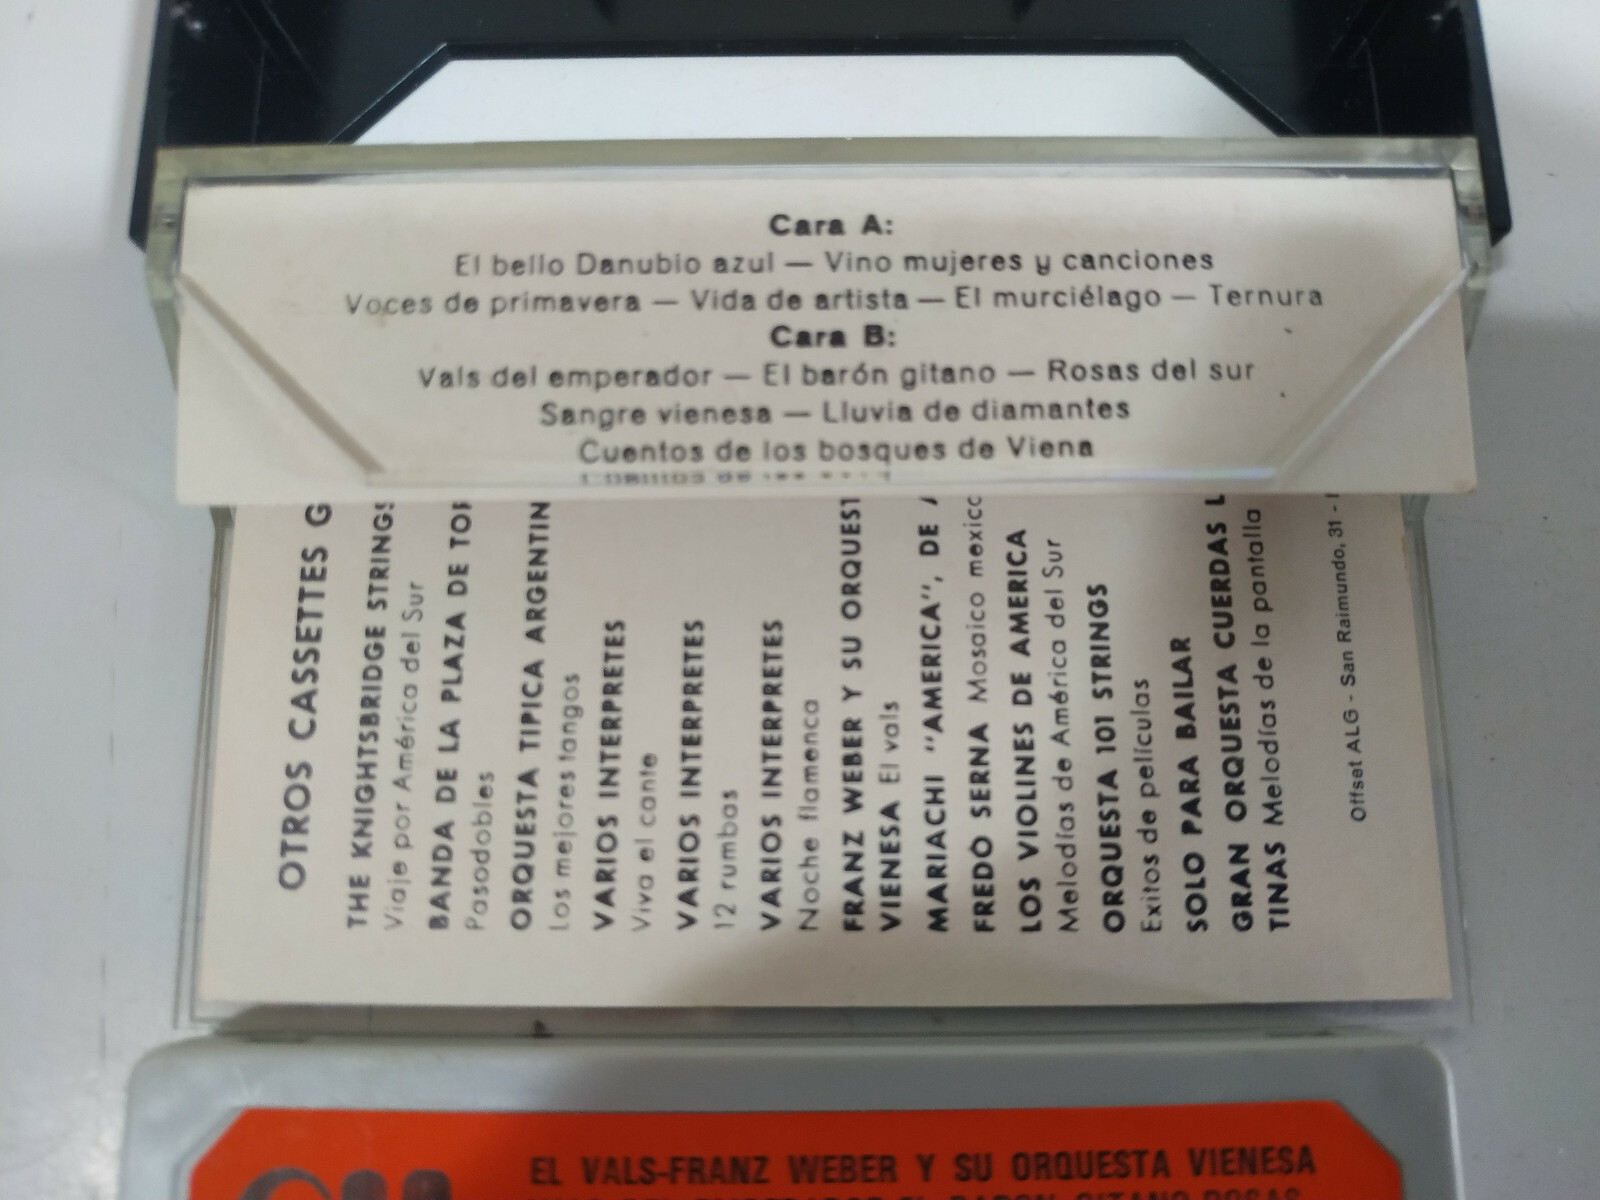 Cara A:
El bello Danubio azul — Vino mujeres y canciones
Voces de primavera — Vida de artista — El murciélago — Ternura
Cara B:
Vals del emperador — El barón gitano — Rosas del sur
Sangre vienesa — Lluvia de diamantes
Cuentos de los bosques de Viena
OTROS CASSETTES G
THE KNIGHTSBRIDGE STRINGS
Viaje por América del Sur
BANDA DE LA PLAZA DE
Pasodobles
ORQUESTA TIPICA ARGENTIN
Los mejores tangos
VARIOS INTERPRETES
Viva el cante
VARIOS INTERPRETES
12 rumbas
VARIOS INTERPRETES
Noche flamenca
FRANZ WEBER Y SU ORQUEST
VIENESA El vals
MARIACHI "AMERICA", DE
FREDO SERNA Mosaico mexic
LOS VIOLINES DE AMERICA
Melodías de América del Sur
ORQUESTA 101 STRINGS
Exitos de películas
SOLO PARA BAILAR
GRAN ORQUESTA CUERDAS L
TINAS Melodías de la pantalla
Offset ALG - San Raimundo, 31 -
EL VALS-FRANZ WEBER Y SU ORQUESTA VIENESA